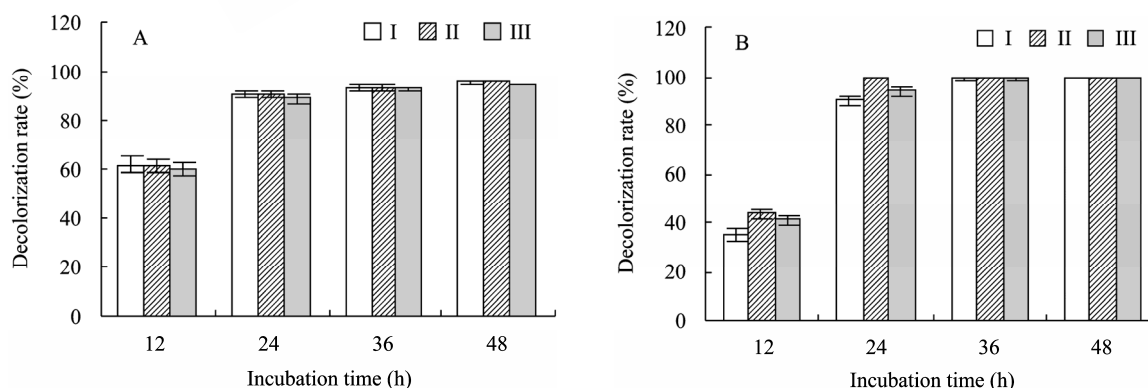 A
I II III
Decolorization rate (%)
120
100
80
60
40
20
0
12 24 36 48
Incubation time (h)
B
I II III
Decolorization rate (%)
120
100
80
60
40
20
0
12 24 36 48
Incubation time (h)